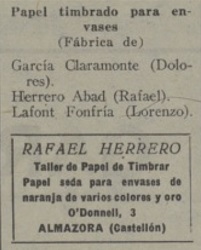 Papel timbrado para en-
vases
(Fábrica de)
García Claramonte (Dolo-
res).
Herrero Abad (Rafael).
Lafont Fonfría (Lorenzo).
RAFAEL HERRERO
Taller de Papel de Timbrar
Papel seda para envases de
naranja de varios colores y oro
O'Donnell, 3
ALMAZORA (Castellón)